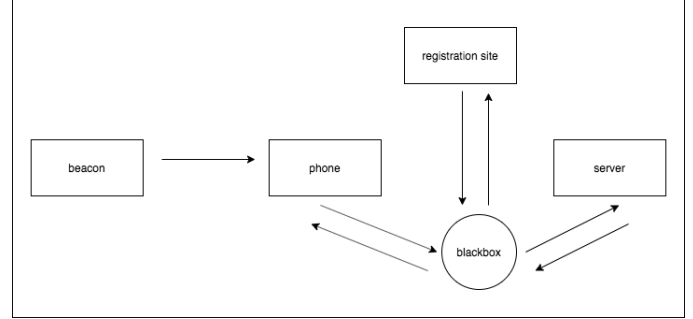 registration site
beacon
phone
server
blackbox